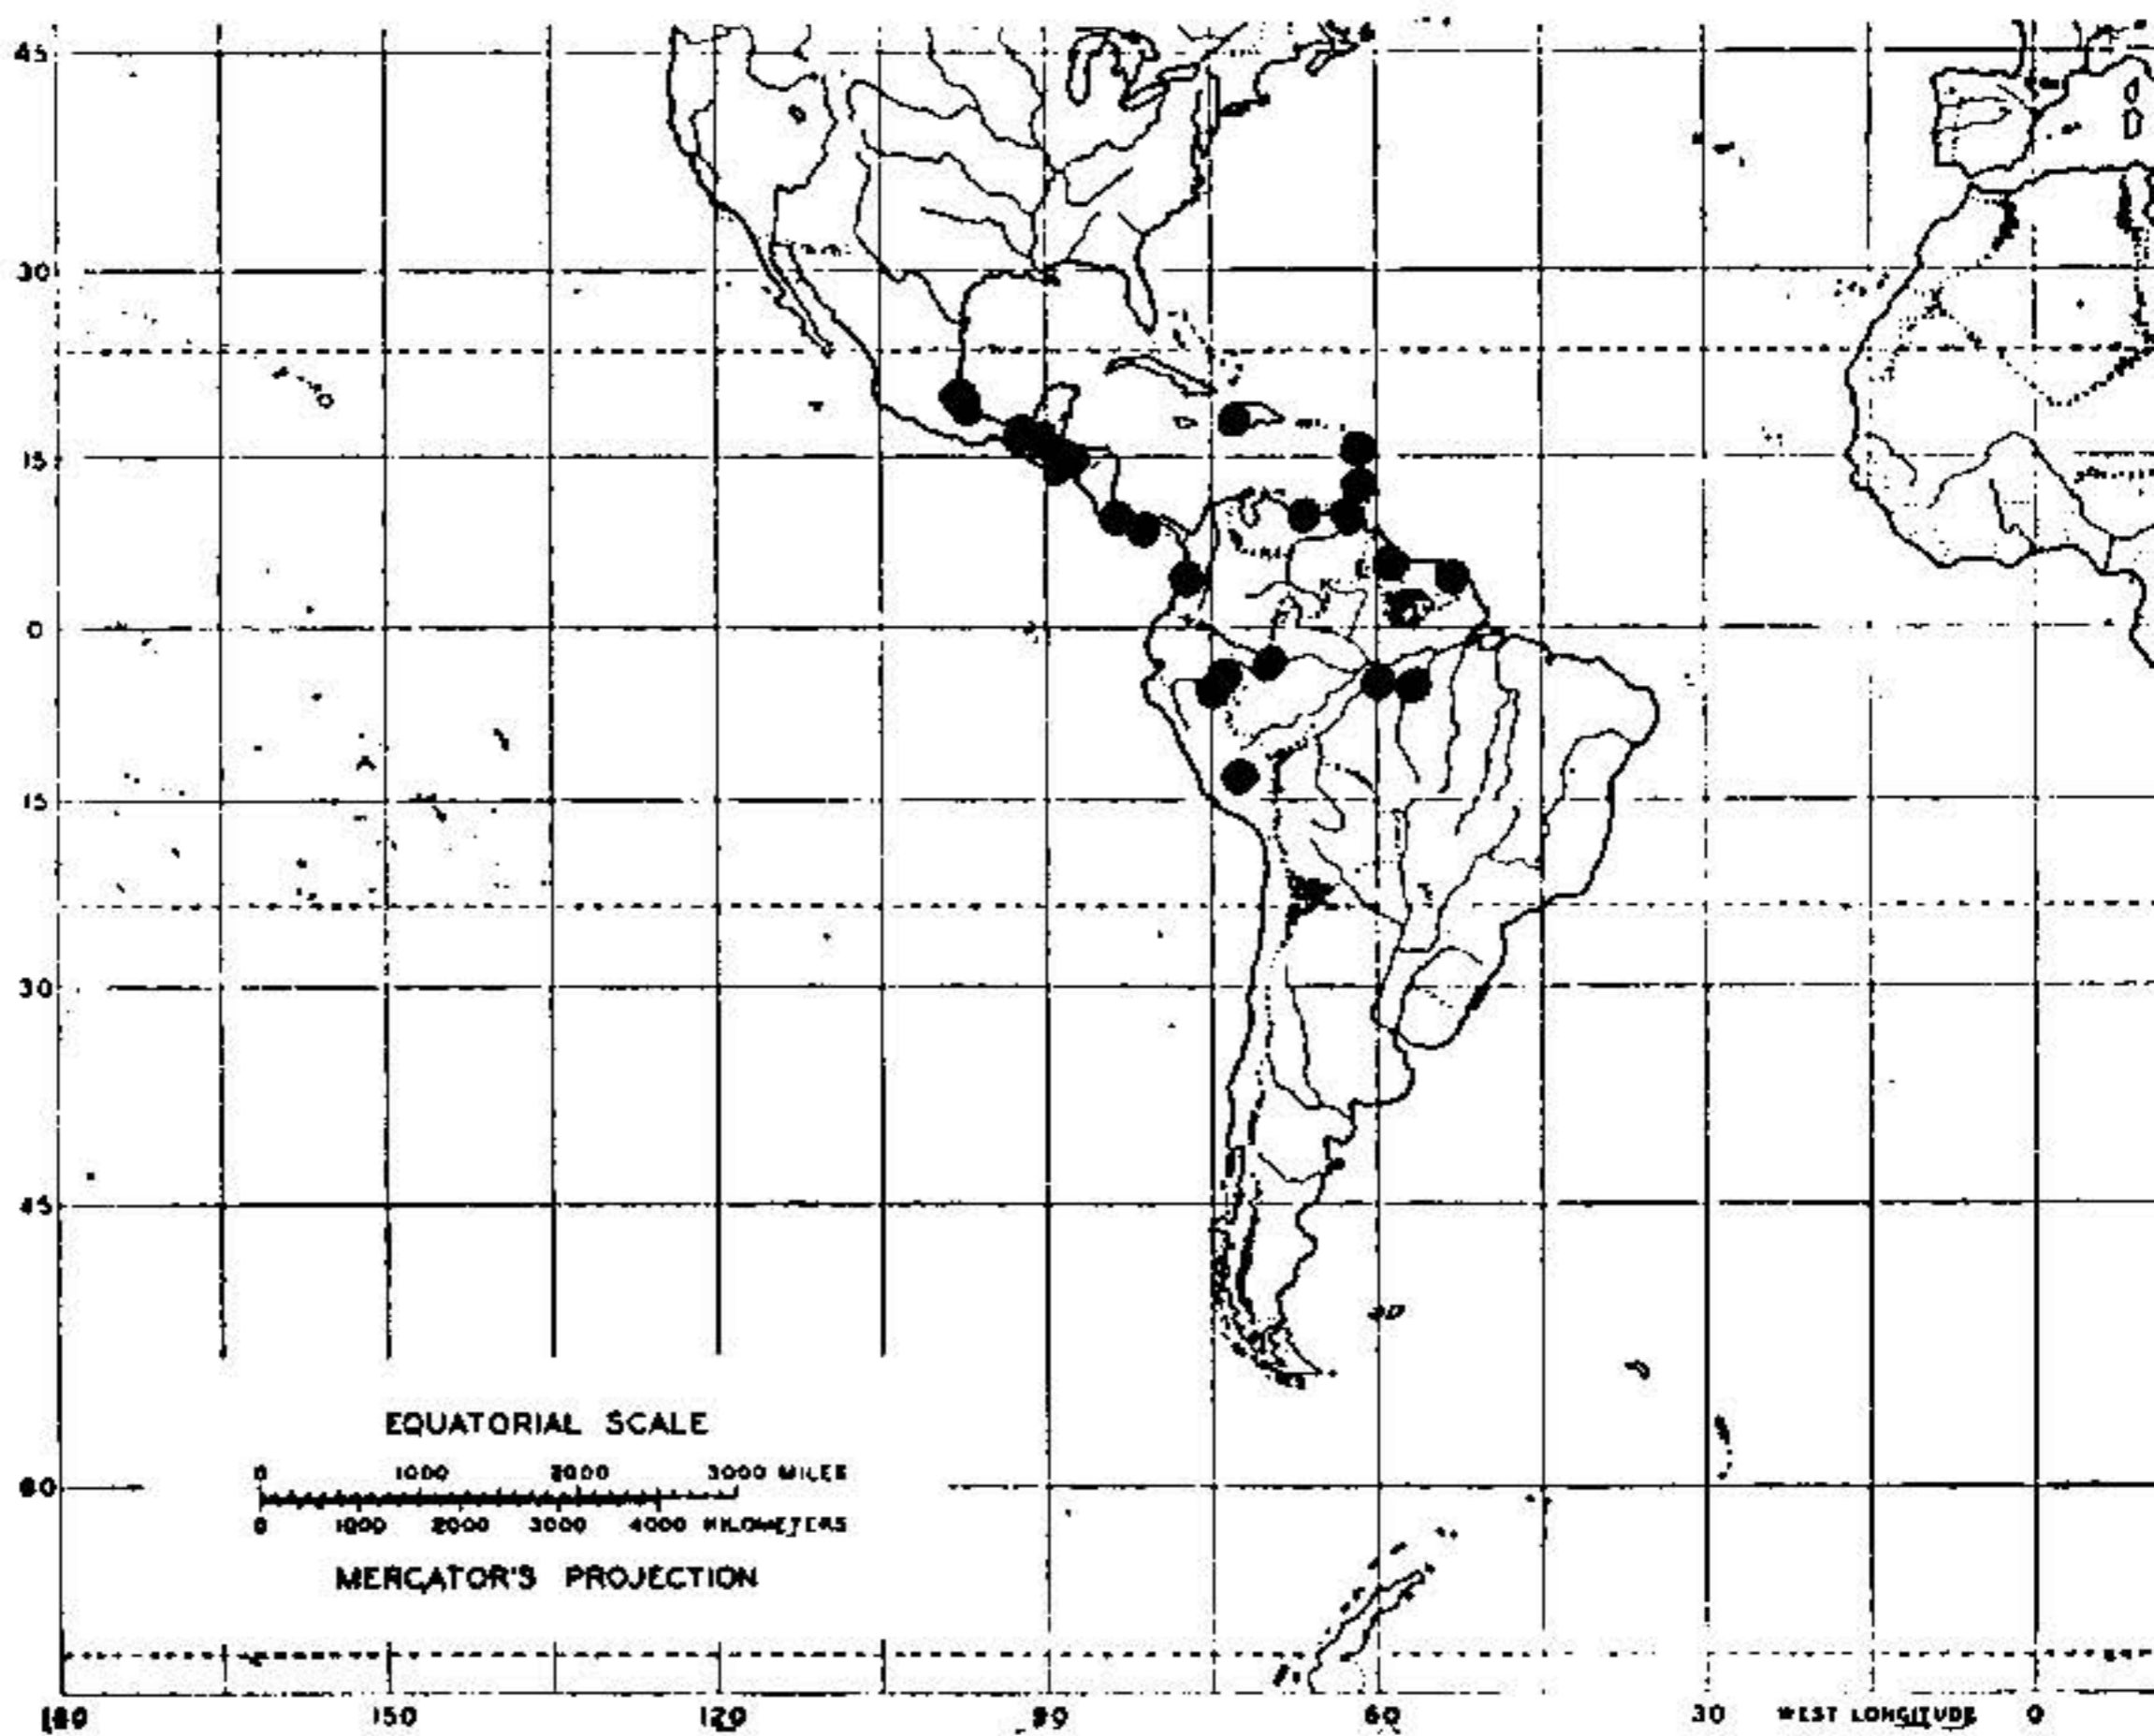 45
30
15
0
15
30
45
60
EQUATORIAL SCALE
0 1000 2000 3000 MILES
0 1000 2000 3000 4000 KILOMETERS
MERCATOR'S PROJECTION
180 150 120 90 60 30 WEST LONGITUDE 0